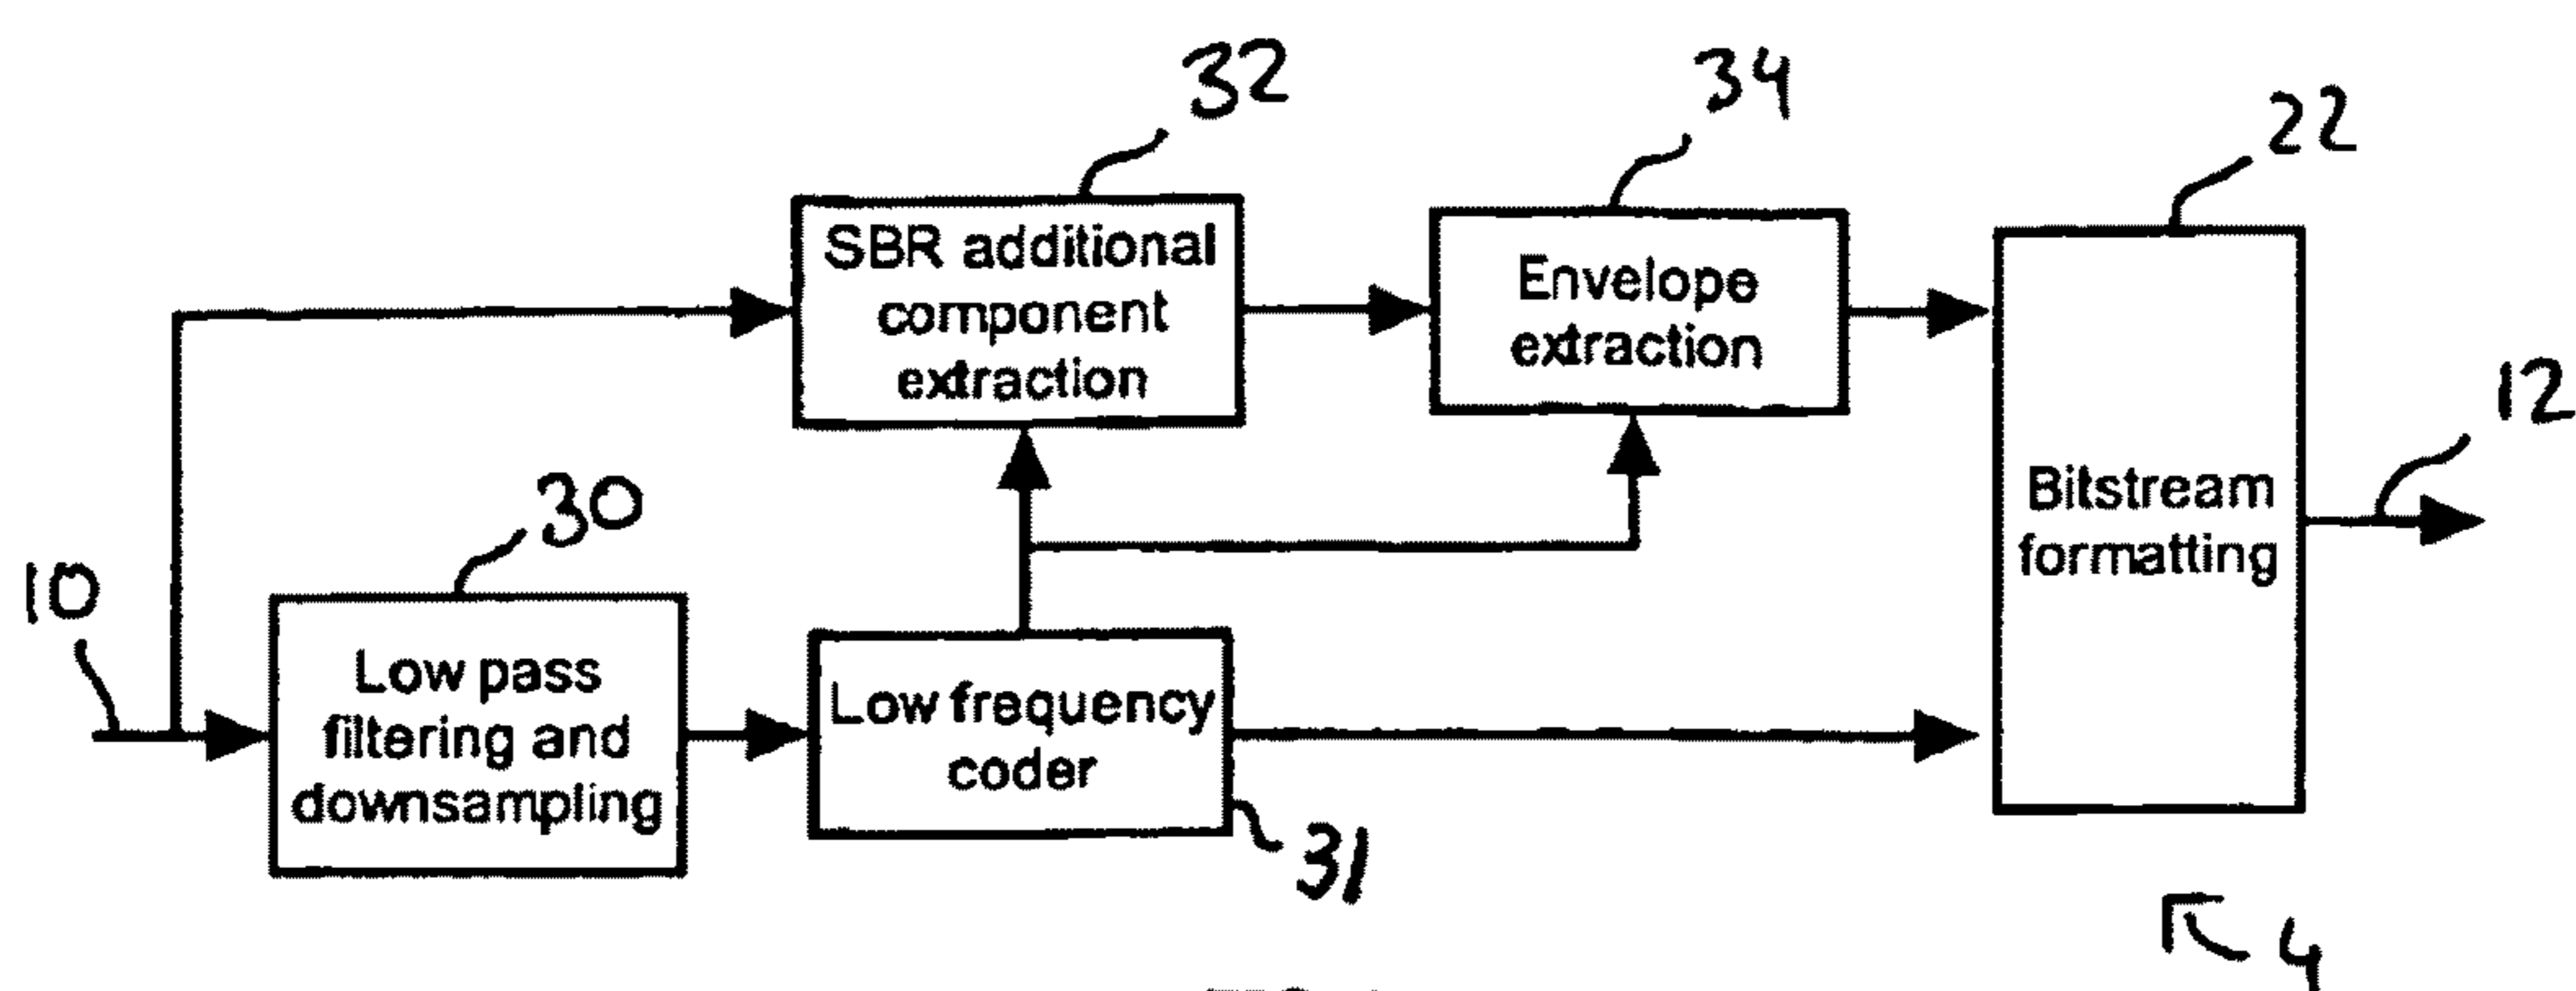 32
34
22
SBR additional
component
extraction
Envelope
extraction
12
Bitstream
formatting
30
10
Low pass
filtering and
downsampling
Low frequency
coder
31
4